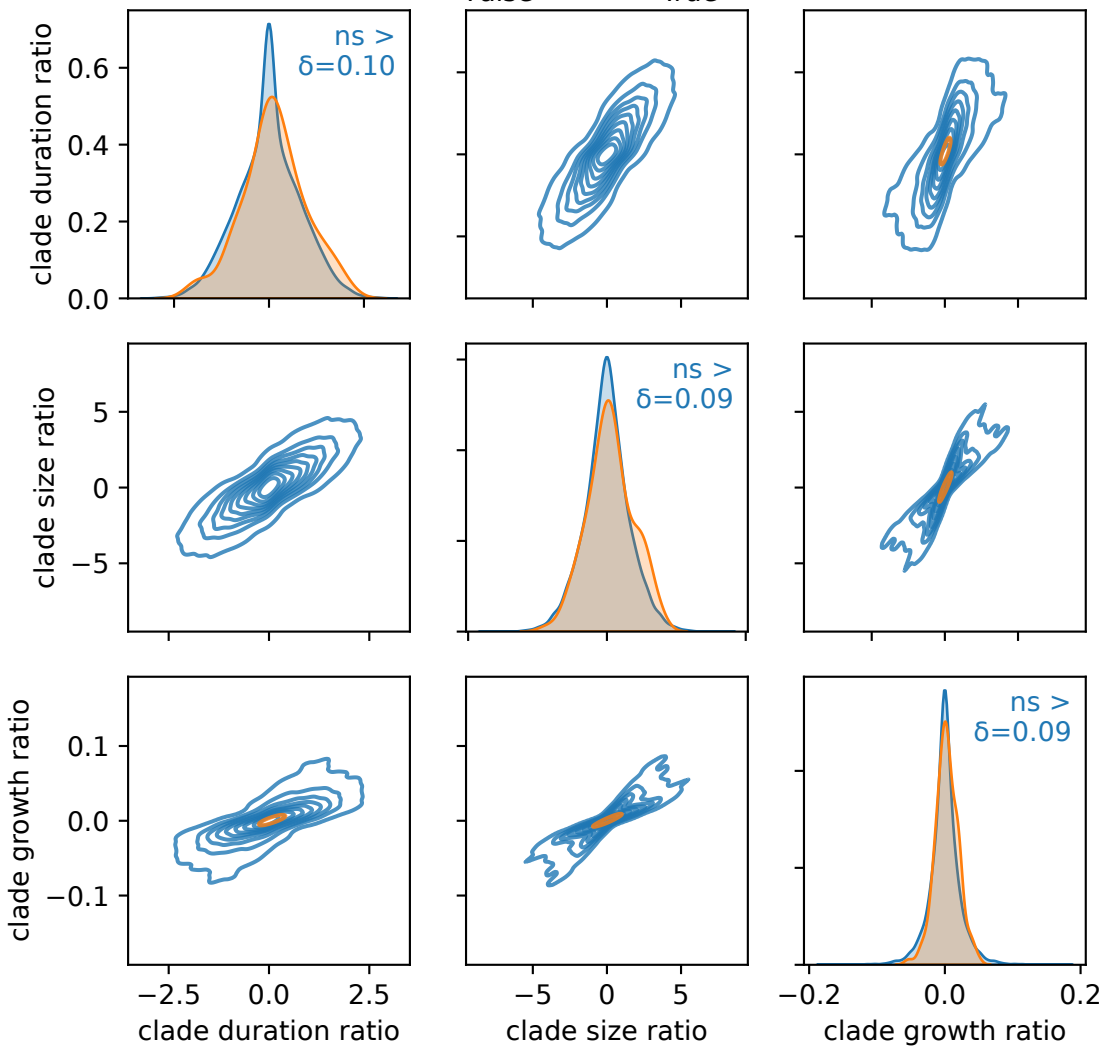 clade duration ratio
0.6
0.4
0.2
0.0
ns >
δ=0.10
clade size ratio
5
0
−5
ns >
δ=0.09
−5
0
5
clade growth ratio
0.1
0.0
−0.1
ns >
δ=0.09
−2.5
0.0
2.5
−5
0
5
−0.2
0.0
0.2
clade duration ratio
clade size ratio
clade growth ratio